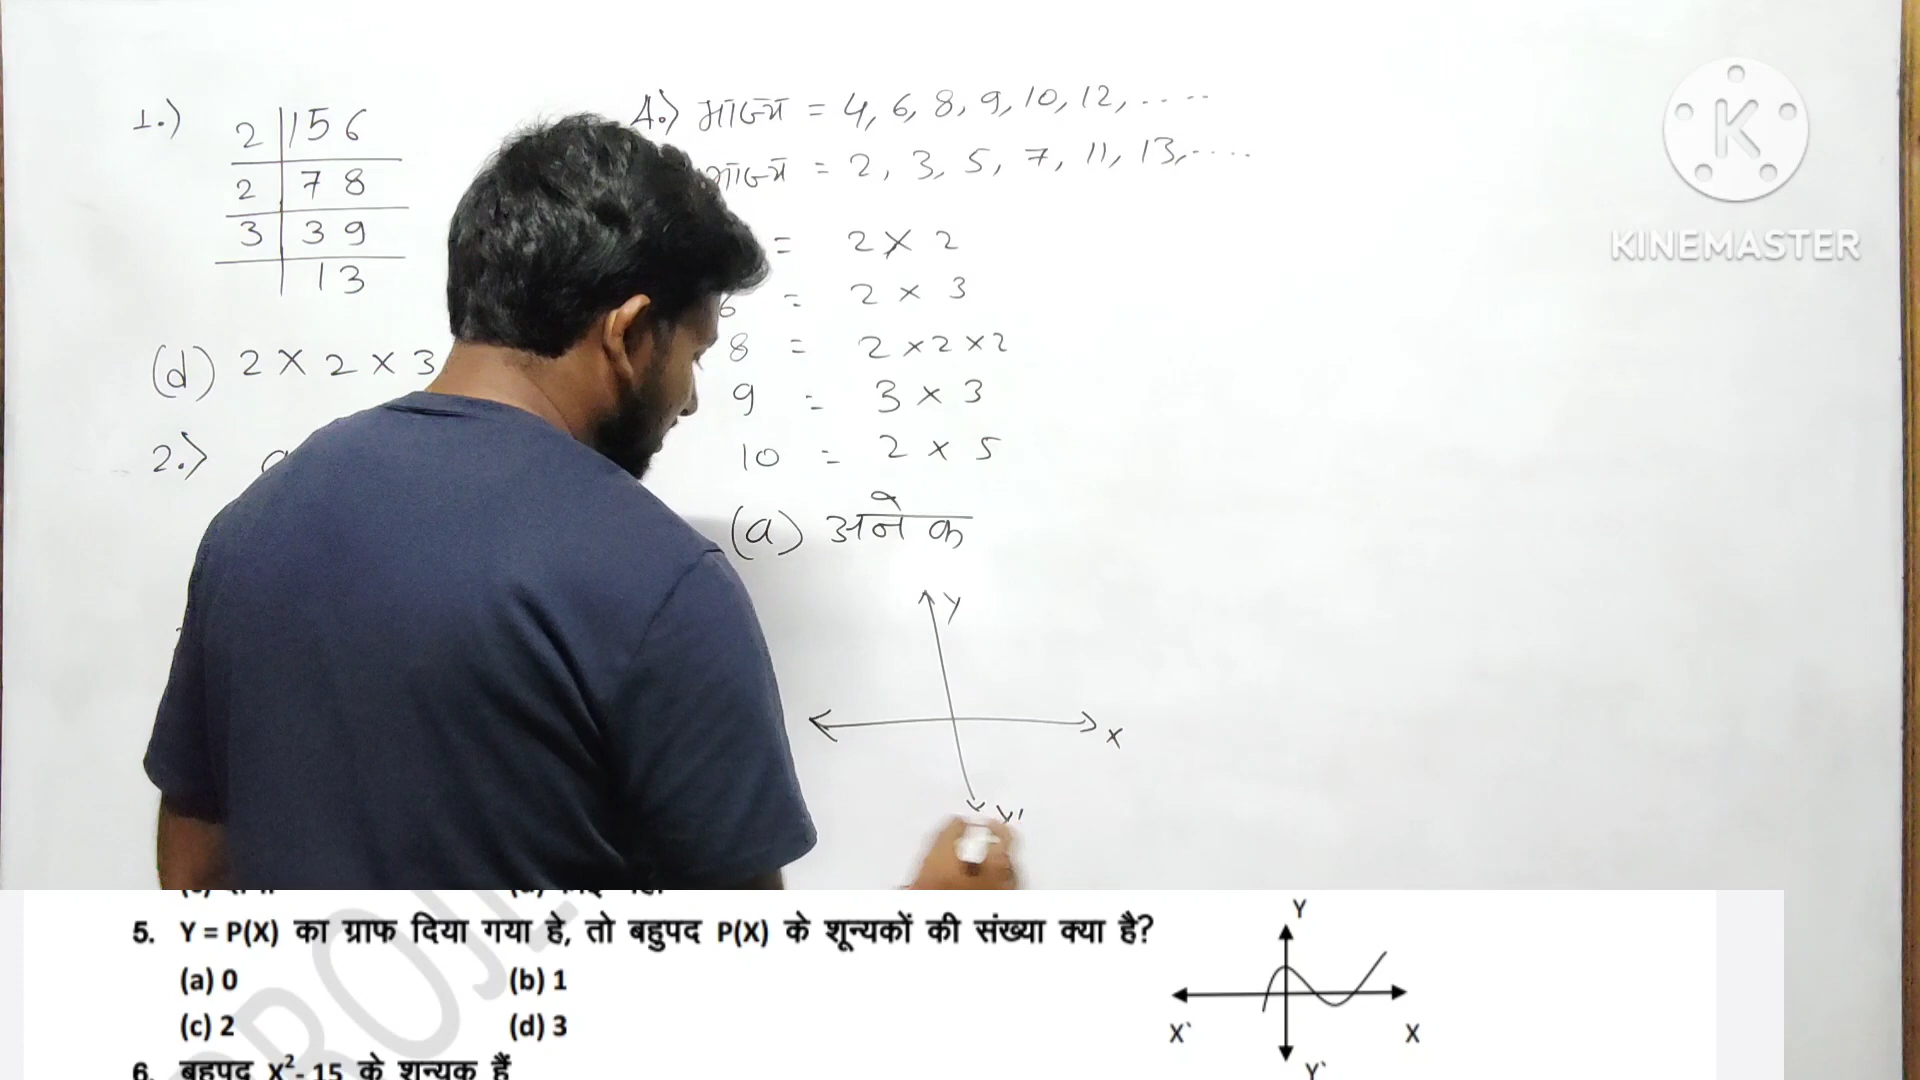 1.)
2 156
2 78
3 39
13
(d) 2 × 2 × 3
2.)
A.) भाज्य = 4, 6, 8, 9, 10, 12, ....
भाज्य = 2, 3, 5, 7, 11, 13, ....
= 2 × 2
6 = 2 × 3
8 = 2 × 2 × 2
9 = 3 × 3
10 = 2 × 5
(a) अनेक
Y
X
Y'
K
KINEMASTER
5. Y = P(X) का ग्राफ दिया गया हे, तो बहुपद P(X) के शून्यकों की संख्या क्या है?
(a) 0 (b) 1
(c) 2 (d) 3
Y
X` X
Y`
6. बहुपद X²- 15 के शून्यक हैं